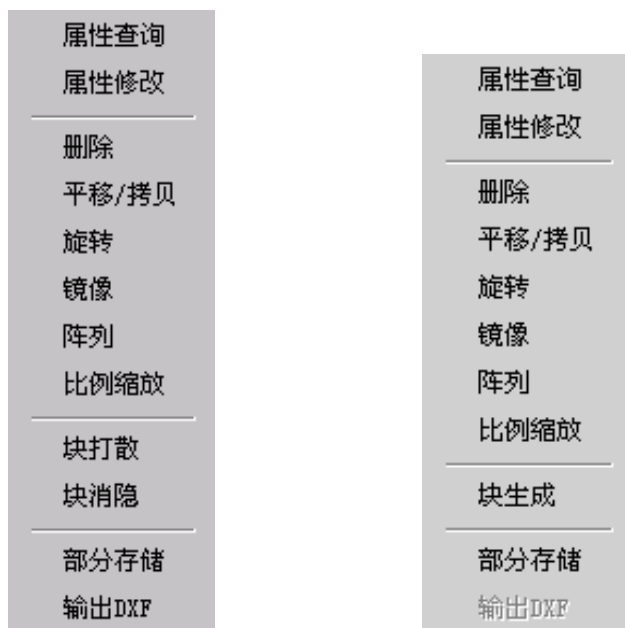 属性查询
属性修改
删除
平移/拷贝
旋转
镜像
阵列
比例缩放
块打散
块消隐
部分存储
输出DXF
属性查询
属性修改
删除
平移/拷贝
旋转
镜像
阵列
比例缩放
块生成
部分存储
输出DXF